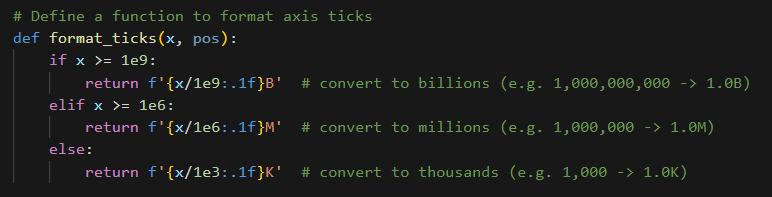 # Define a function to format axis ticks
def format_ticks(x, pos):
    if x >= 1e9:
        return f'{x/1e9:.1f}B'  # convert to billions (e.g. 1,000,000,000 -> 1.0B)
    elif x >= 1e6:
        return f'{x/1e6:.1f}M'  # convert to millions (e.g. 1,000,000 -> 1.0M)
    else:
        return f'{x/1e3:.1f}K'  # convert to thousands (e.g. 1,000 -> 1.0K)